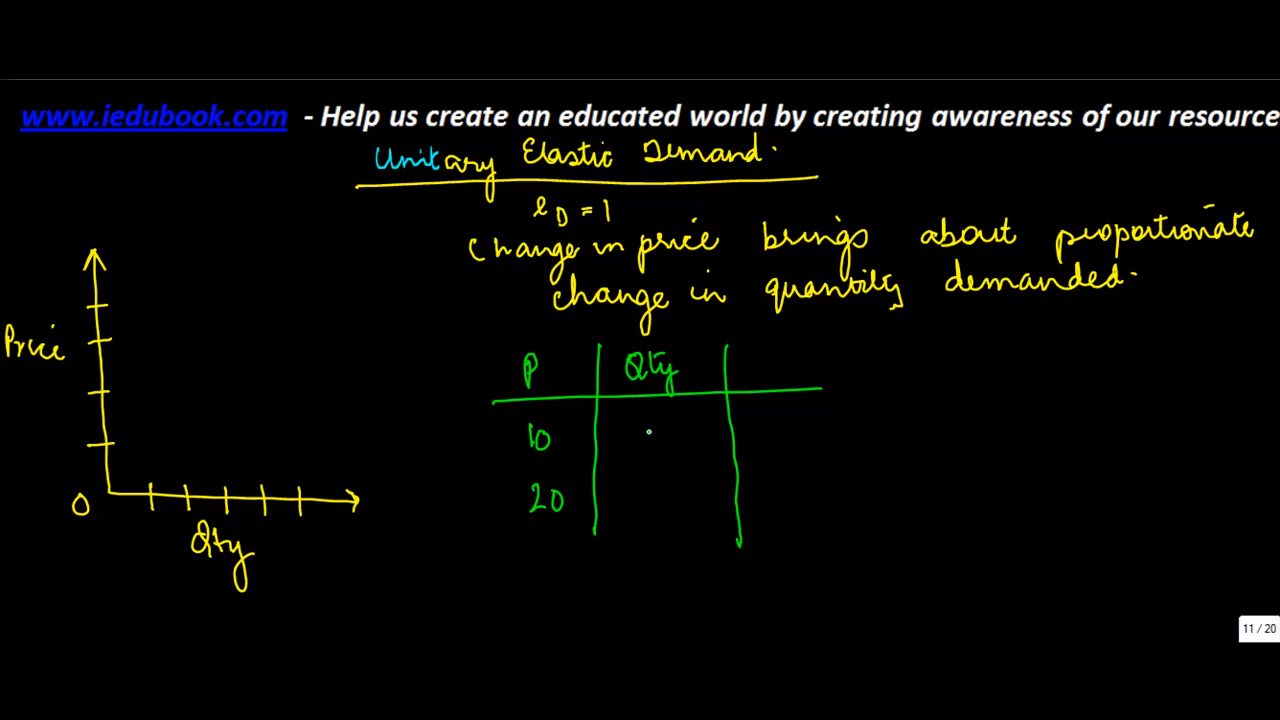 www.iedubook.com - Help us create an educated world by creating awareness of our resource
Unitary Elastic Demand.
eD = 1
Change in price brings about proportionate
change in quantity demanded.
Price
P Qty
10
20
O
Qty
11 / 20